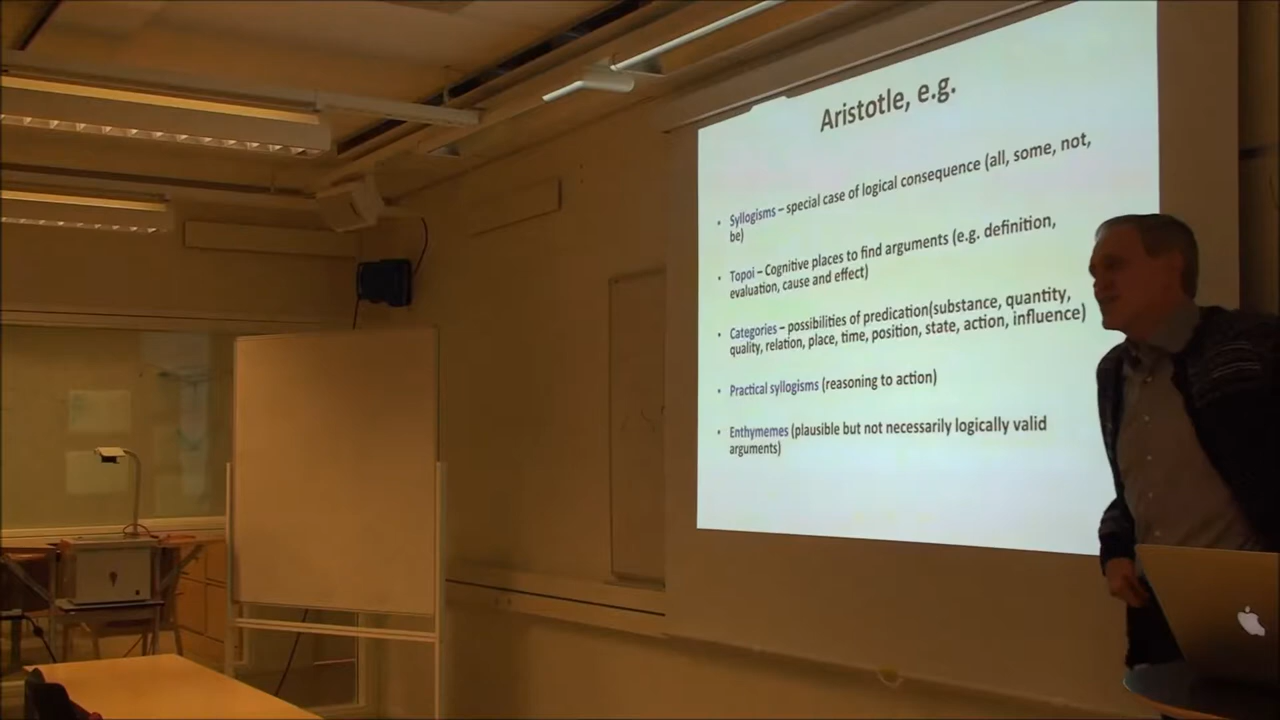 Aristotle, e.g.
• Syllogisms – special case of logical consequence (all, some, not,
be)
• Topoi – Cognitive places to find arguments (e.g. definition,
evaluation, cause and effect)
• Categories – possibilities of predication(substance, quantity,
quality, relation, place, time, position, state, action, influence)
• Practical syllogisms (reasoning to action)
• Enthymemes (plausible but not necessarily logically valid
arguments)